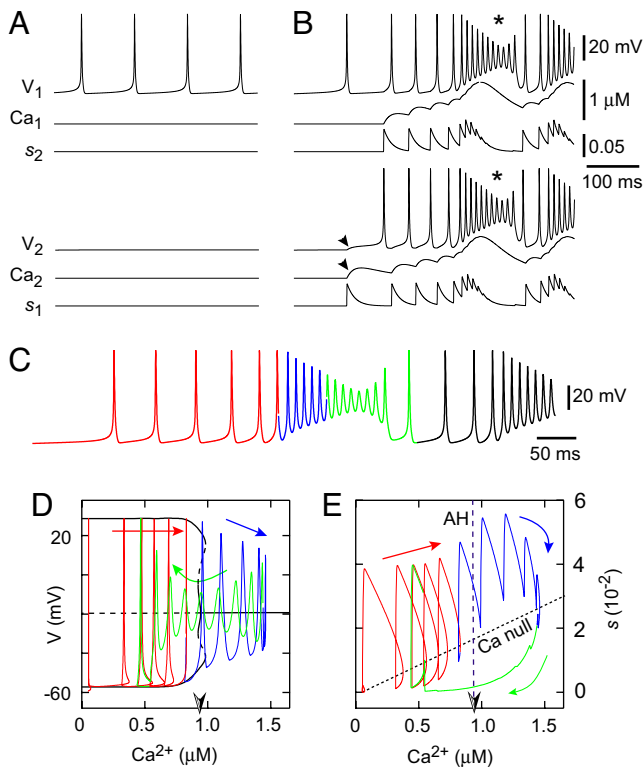 A
B
*
20 mV
V1
1 μM
Ca1
0.05
s2
100 ms
*
V2
Ca2
s1
C
20 mV
50 ms
D
E
20
V (mV)
-60
0
0.5
1.0
1.5
Ca2+ (μM)
AH
Ca null
6
4
2
0
s (10-2)
0
0.5
1.0
1.5
Ca2+ (μM)